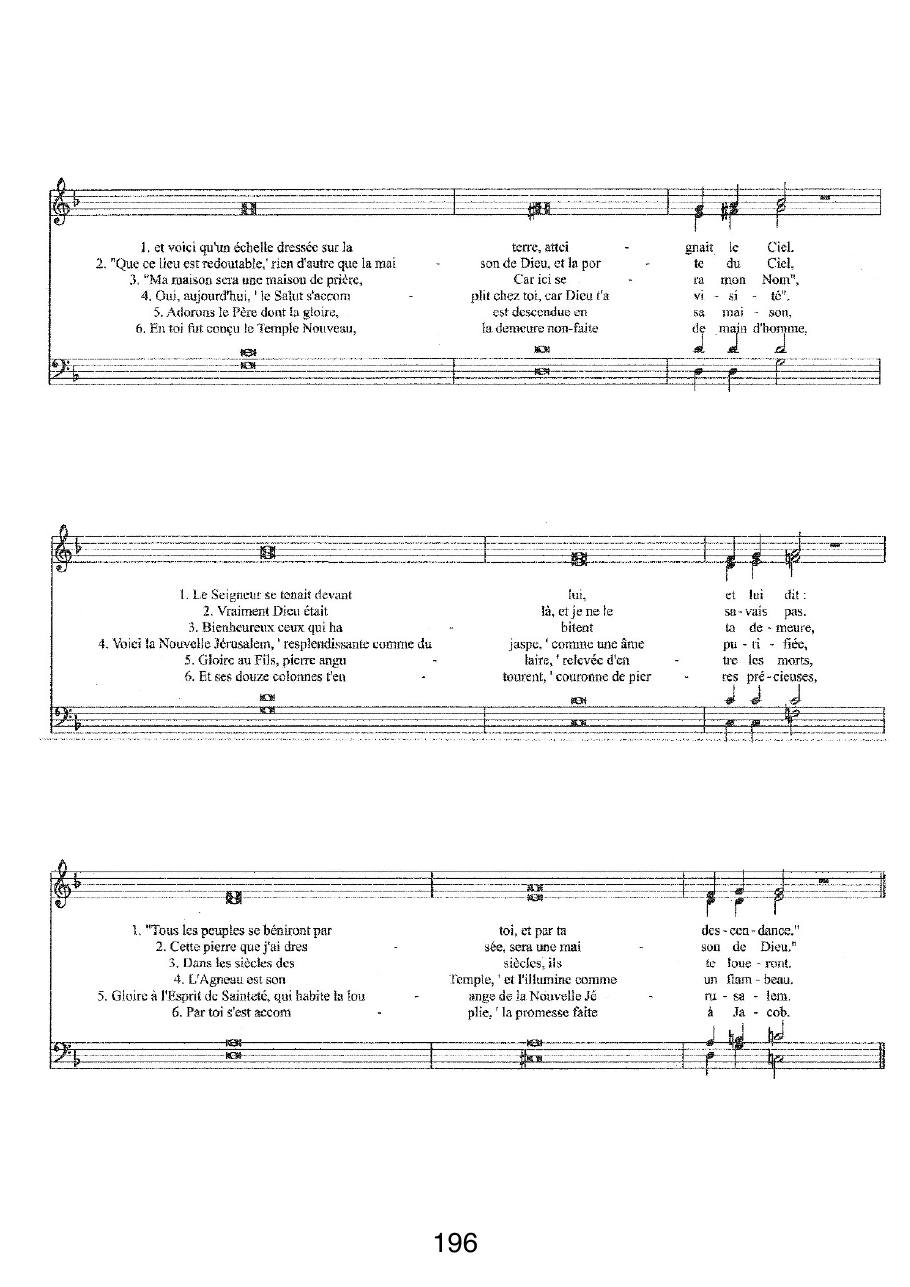 1. et voici qu'un échelle dressée sur la terre, attei - gnait le Ciel.
2. "Que ce lieu est redoutable,' rien d'autre que la mai - son de Dieu, et la por - te du Ciel,
3. "Ma maison sera une maison de prière, Car ici se - ra mon Nom",
4. Oui, aujourd'hui, ' le Salut s'accom - plit chez toi, car Dieu t'a vi - si - té".
5. Adorons le Père dont la gloire, est descendue en sa mai - son,
6. En toi fut conçu le Temple Nouveau, la demeure non-faite de main d'homme,
1. Le Seigneur se tenait devant lui, et lui dit :
2. Vraiment Dieu était là, et je ne le sa - vais pas.
3. Bienheureux ceux qui ha - bitent ta de - meure,
4. Voici la Nouvelle Jérusalem, ' resplendissante comme du jaspe, ' comme une âme pu - ri - fiée,
5. Gloire au Fils, pierre angu - laire, ' relevée d'en - tre les morts,
6. Et ses douze colonnes t'en - tourent, ' couronne de pier - res pré - cieuses,
1. "Tous les peuples se béniront par toi, et par ta des - cen - dance."
2. Cette pierre que j'ai dres - sée, sera une mai - son de Dieu."
3. Dans les siècles des siècles, ils te loue - ront.
4. L'Agneau est son Temple, ' et l'illumine comme un flam - beau.
5. Gloire à l'Esprit de Sainteté, qui habite la lou - ange de la Nouvelle Jé - ru - sa - lem.
6. Par toi s'est accom - plie, ' la promesse faite à Ja - cob.
196